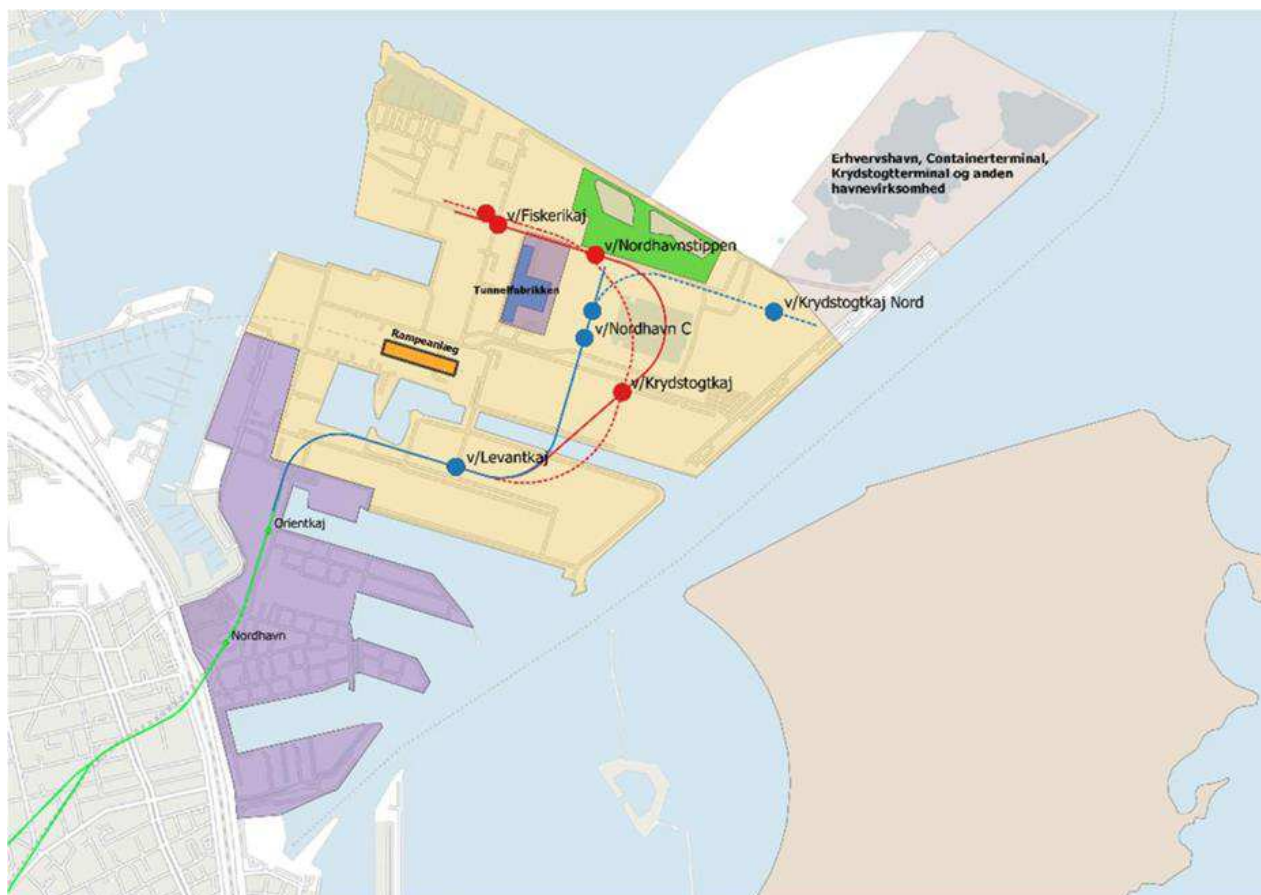 Erhvervshavn, Containerterminal,
Krydstogtterminal og anden
havnevirksomhed
v/Fiskerikaj
v/Nordhavnstippen
Tunnelfabrikken
v/Krydstogtkaj Nord
v/Nordhavn C
Rampeanlæg
v/Krydstogtkaj
v/Levantkaj
Orientkaj
Nordhavn